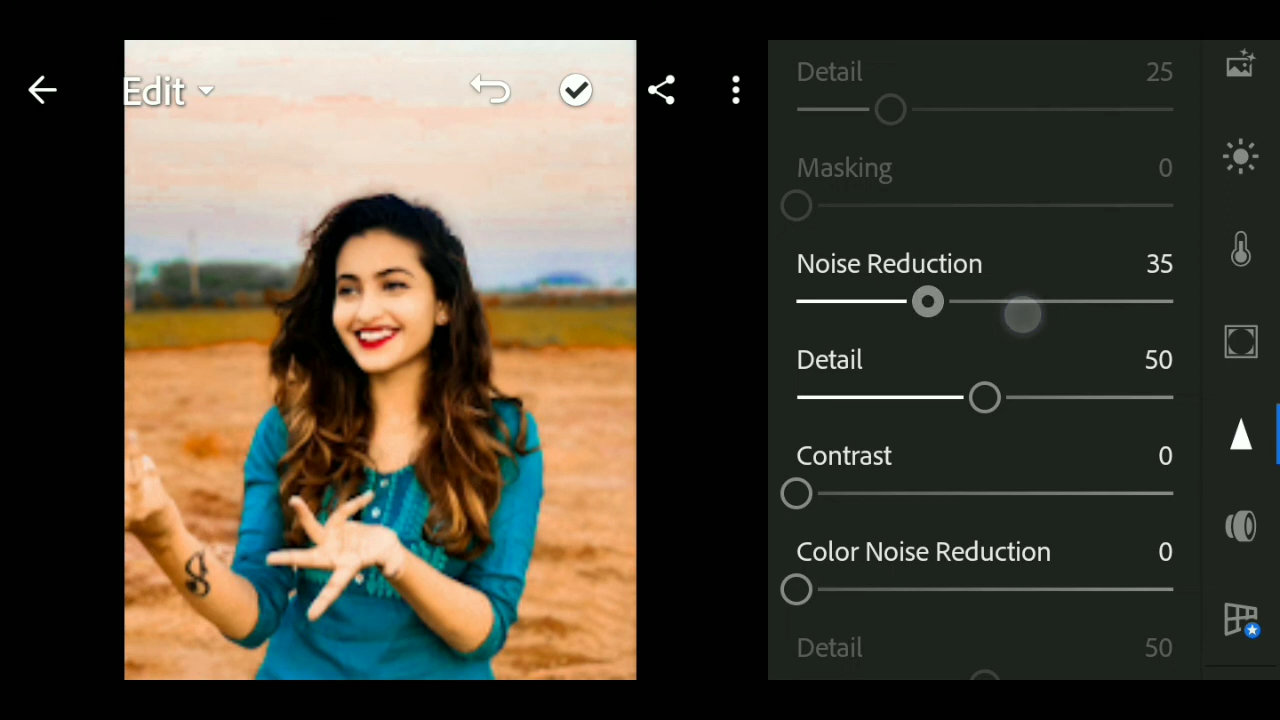 Edit
Detail 25
Masking 0
Noise Reduction 35
Detail 50
Contrast 0
Color Noise Reduction 0
Detail 50